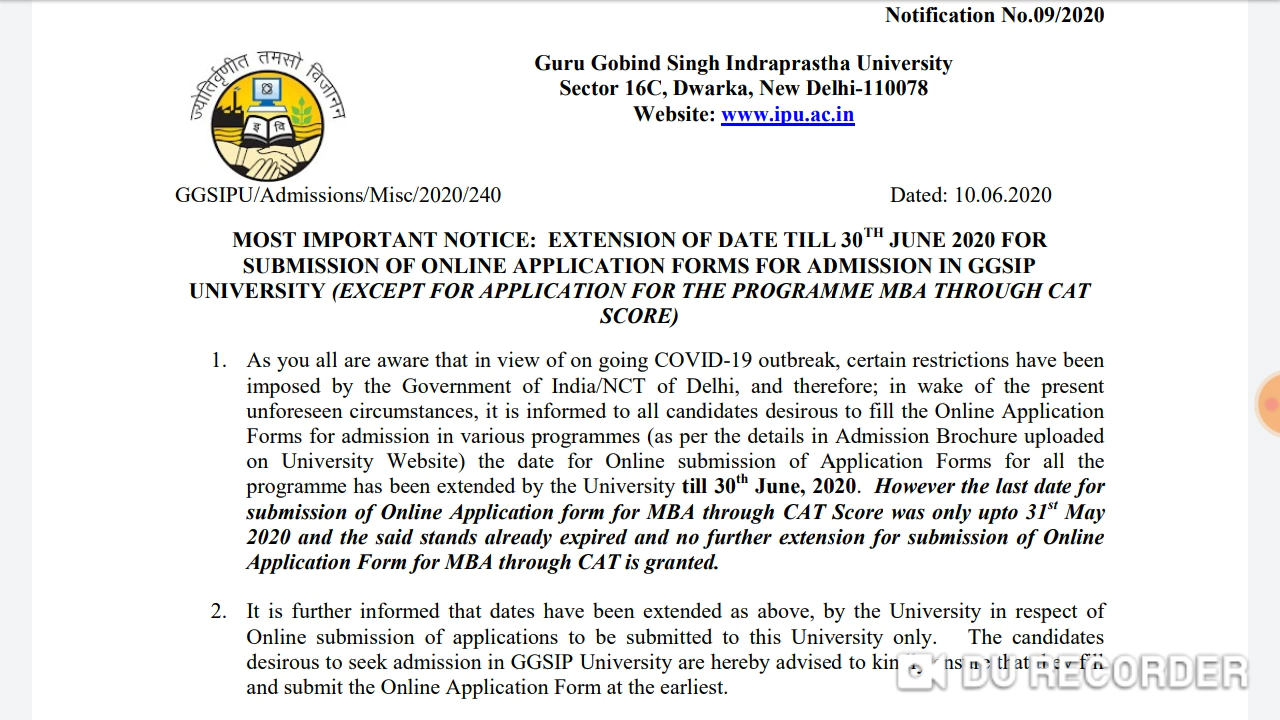 Notification No.09/2020
ज्योतिर्वृणीत तमसो विजानन
इ वि
Guru Gobind Singh Indraprastha University
Sector 16C, Dwarka, New Delhi-110078
Website: www.ipu.ac.in
GGSIPU/Admissions/Misc/2020/240 Dated: 10.06.2020
MOST IMPORTANT NOTICE: EXTENSION OF DATE TILL 30TH JUNE 2020 FOR
SUBMISSION OF ONLINE APPLICATION FORMS FOR ADMISSION IN GGSIP
UNIVERSITY (EXCEPT FOR APPLICATION FOR THE PROGRAMME MBA THROUGH CAT
SCORE)
1. As you all are aware that in view of on going COVID-19 outbreak, certain restrictions have been
imposed by the Government of India/NCT of Delhi, and therefore; in wake of the present
unforeseen circumstances, it is informed to all candidates desirous to fill the Online Application
Forms for admission in various programmes (as per the details in Admission Brochure uploaded
on University Website) the date for Online submission of Application Forms for all the
programme has been extended by the University till 30th June, 2020. However the last date for
submission of Online Application form for MBA through CAT Score was only upto 31st May
2020 and the said stands already expired and no further extension for submission of Online
Application Form for MBA through CAT is granted.
2. It is further informed that dates have been extended as above, by the University in respect of
Online submission of applications to be submitted to this University only. The candidates
desirous to seek admission in GGSIP University are hereby advised to kindly ensure that they fill
and submit the Online Application Form at the earliest.
DU RECORDER